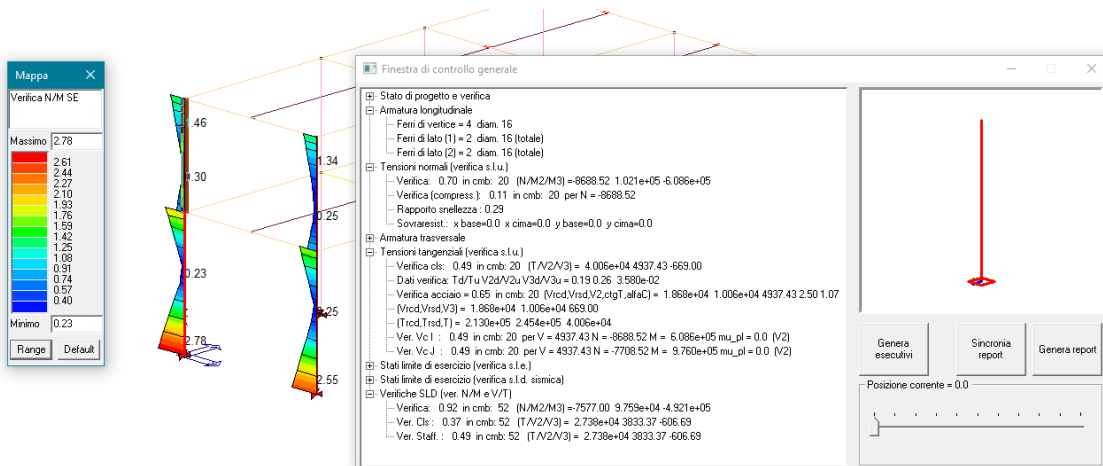 Mappa
Verifica N/M SE
Massimo 2.78
2.61
2.44
2.27
2.10
1.93
1.76
1.59
1.42
1.25
1.08
0.91
0.74
0.57
0.40
Minimo 0.23
Range Default
1.46
.30
0.23
2.78
1.34
0.25
.25
2.55
Finestra di controllo generale
Stato di progetto e verifica
Armatura longitudinale
Ferri di vertice = 4 diam. 16
Ferri di lato (1) = 2 diam. 16 (totale)
Ferri di lato (2) = 2 diam. 16 (totale)
Tensioni normali (verifica s.l.u.)
Verifica: 0.70 in cmb: 20 (N/M2/M3) =-8688.52 1.021e+05 -6.086e+05
Verifica (compress.): 0.11 in cmb: 20 per N = -8688.52
Rapporto snellezza : 0.29
Sovraresist.: x base=0.0 x cima=0.0 y base=0.0 y cima=0.0
Armatura trasversale
Tensioni tangenziali (verifica s.l.u.)
Verifica cls: 0.49 in cmb: 20 (T/V2/V3) = 4.006e+04 4937.43 -669.00
Dati verifica: Td/Tu V2d/V2u V3d/V3u = 0.19 0.26 3.580e-02
Verifica acciaio = 0.65 in cmb: 20 (Vrcd,Vrsd,V2,ctgT,alfaC) = 1.868e+04 1.006e+04 4937.43 2.50 1.07
(Vrcd,Vrsd,V3) = 1.868e+04 1.006e+04 669.00
(Trcd,Trsd,T) = 2.130e+05 2.454e+05 4.006e+04
Ver. Vc I : 0.49 in cmb: 20 per V = 4937.43 N = -8688.52 M = 6.086e+05 mu_pl = 0.0 (V2)
Ver. Vc J : 0.49 in cmb: 20 per V = 4937.43 N = -7708.52 M = 9.760e+05 mu_pl = 0.0 (V2)
Stati limite di esercizio (verifica s.l.e.)
Stati limite di esercizio (verifica s.l.d. sismica)
Verifiche SLD (ver. N/M e V/T)
Verifica: 0.92 in cmb: 52 (N/M2/M3)=-7577.00 9.759e+04 -4.921e+05
Ver. Cls : 0.37 in cmb: 52 (T/V2/V3) = 2.738e+04 3833.37 -606.69
Ver. Staff. : 0.49 in cmb: 52 (T/V2/V3) = 2.738e+04 3833.37 -606.69
Genera esecutivi
Sincronia report
Genera report
Posizione corrente = 0.0